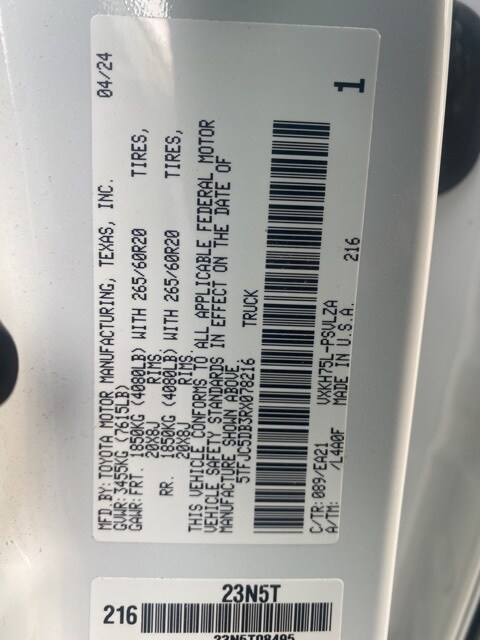 MFD.BY:TOYOTA MOTOR MANUFACTURING, TEXAS, INC. 04/24
GVWR:3455KG (7615LB)
GAWR:FRT. 1850KG (4080LB) WITH 265/60R20 TIRES,
20X8J RIMS
RR. 1850KG (4080LB) WITH 265/60R20 TIRES,
20X8J RIMS
THIS VEHICLE CONFORMS TO ALL APPLICABLE FEDERAL MOTOR
VEHICLE SAFETY STANDARDS IN EFFECT ON THE DATE OF
MANUFACTURE SHOWN ABOVE.
5TFJC5DB3RX078216 TRUCK
C/TR:089/EA21 VXKH75L-PSVLZA
A/TM: /L4A0F MADE IN U.S.A. 216
1
23N5T
216
23N5T08495